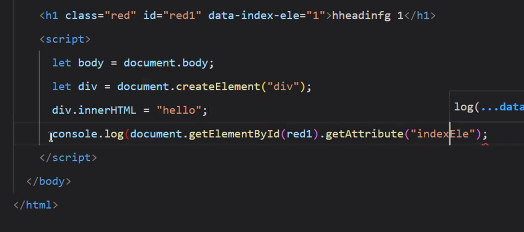 <h1 class="red" id="red1" data-index-ele="1">hheadinfg 1</h1>
<script>
let body = document.body;
let div = document.createElement("div");
div.innerHTML = "hello";
log(...data
console.log(document.getElementById(red1).getAttribute("indexEle");
</script>
</body>
</html>